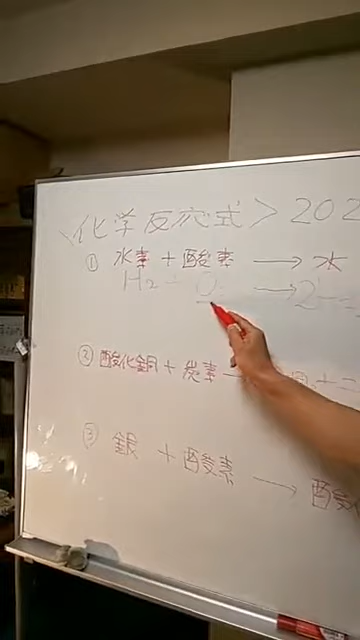 化学反応式＞ 202
① 水素 + 酸素 → 水
H₂ + O₂ → 2
② 酸化銅 + 炭素 →
③ 銀 + 酸素 → 酸